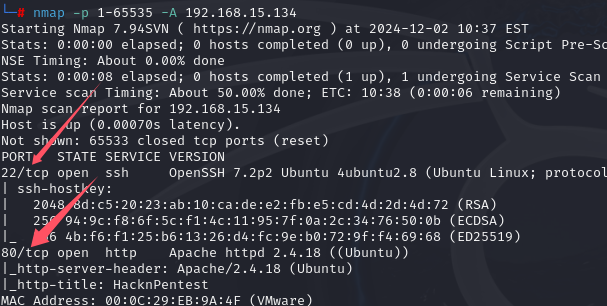 └─# nmap -p 1-65535 -A 192.168.15.134
Starting Nmap 7.94SVN ( https://nmap.org ) at 2024-12-02 10:37 EST
Stats: 0:00:00 elapsed; 0 hosts completed (0 up), 0 undergoing Script Pre-Sc
NSE Timing: About 0.00% done
Stats: 0:00:08 elapsed; 0 hosts completed (1 up), 1 undergoing Service Scan
Service scan Timing: About 50.00% done; ETC: 10:38 (0:00:06 remaining)
Nmap scan report for 192.168.15.134
Host is up (0.00070s latency).
Not shown: 65533 closed tcp ports (reset)
PORT STATE SERVICE VERSION
22/tcp open ssh OpenSSH 7.2p2 Ubuntu 4ubuntu2.8 (Ubuntu Linux; protocol
| ssh-hostkey:
| 2048 8d:c5:20:23:ab:10:ca:de:e2:fb:e5:cd:4d:2d:4d:72 (RSA)
| 94:9c:f8:6f:5c:f1:4c:11:95:7f:0a:2c:34:76:50:0b (ECDSA)
|_ 4b:f6:f1:25:b6:13:26:d4:fc:9e:b0:72:9f:f4:69:68 (ED25519)
80/tcp open http Apache httpd 2.4.18 ((Ubuntu))
|_http-server-header: Apache/2.4.18 (Ubuntu)
|_http-title: HacknPentest
MAC Address: 00:0C:29:EB:9A:4F (VMware)